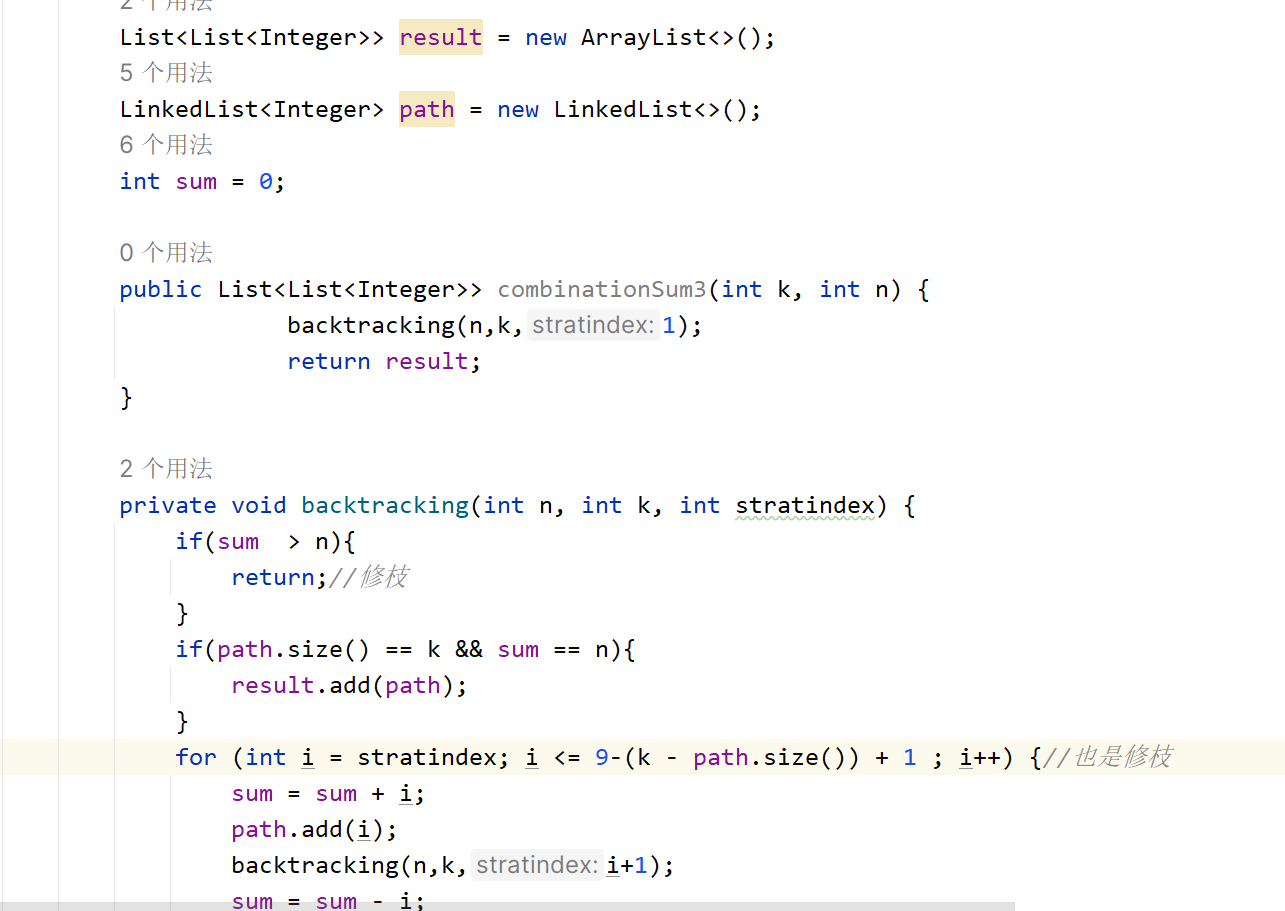 2 个用法
List<List<Integer>> result = new ArrayList<>();
5 个用法
LinkedList<Integer> path = new LinkedList<>();
6 个用法
int sum = 0;
0 个用法
public List<List<Integer>> combinationSum3(int k, int n) {
backtracking(n,k, stratindex: 1);
return result;
}
2 个用法
private void backtracking(int n, int k, int stratindex) {
if(sum  > n){
return;//修枝
}
if(path.size() == k && sum == n){
result.add(path);
}
for (int i = stratindex; i <= 9-(k - path.size()) + 1 ; i++) {//也是修枝
sum = sum + i;
path.add(i);
backtracking(n,k, stratindex: i+1);
sum = sum - i;